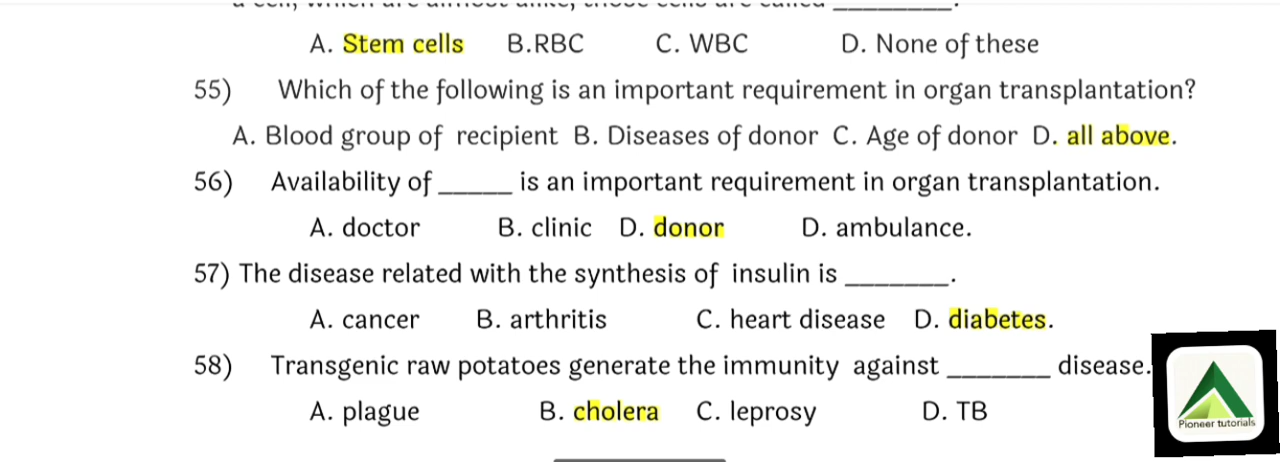 A. Stem cells B.RBC C. WBC D. None of these
55) Which of the following is an important requirement in organ transplantation?
A. Blood group of recipient B. Diseases of donor C. Age of donor D. all above.
56) Availability of _____ is an important requirement in organ transplantation.
A. doctor B. clinic D. donor D. ambulance.
57) The disease related with the synthesis of insulin is _______.
A. cancer B. arthritis C. heart disease D. diabetes.
58) Transgenic raw potatoes generate the immunity against _______ disease.
A. plague B. cholera C. leprosy D. TB
Pioneer tutorials